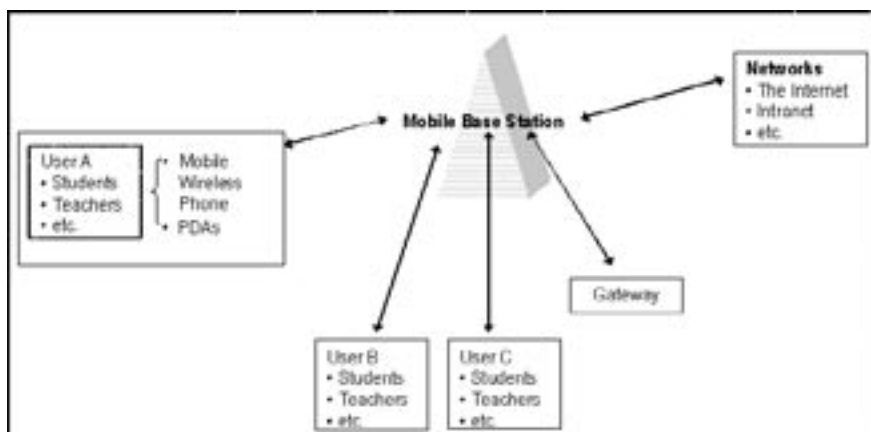 Networks
• The Internet
• Intranet
• etc.
Mobile Base Station
User A
• Students
• Teachers
• etc.
• Mobile
Wireless
Phone
• PDAs
Gateway
User B
• Students
• Teachers
• etc.
User C
• Students
• Teachers
• etc.